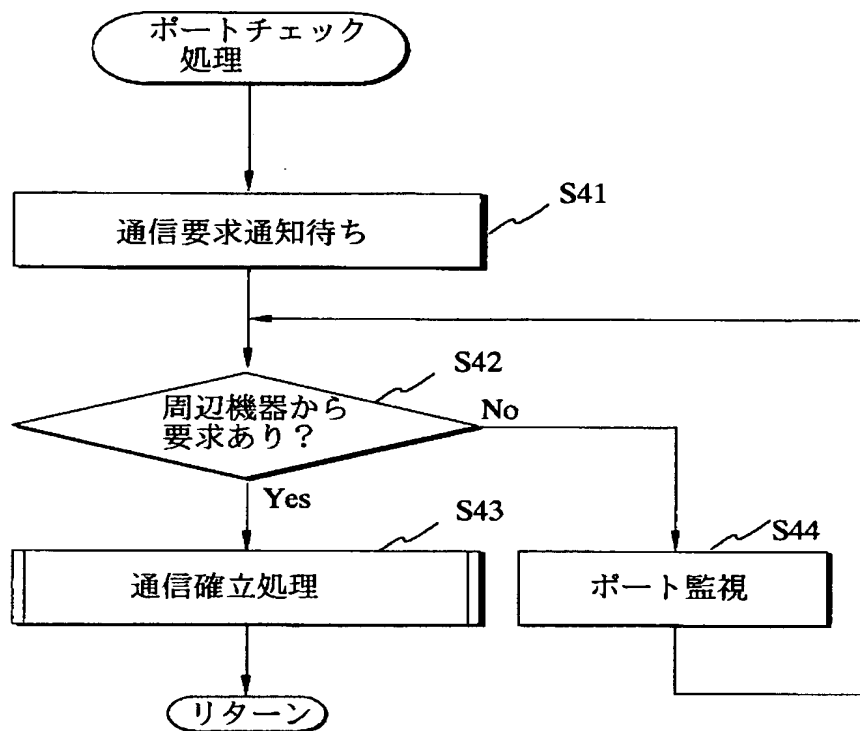 ポートチェック
処理
S41
通信要求通知待ち
S42
周辺機器から
要求あり?
No
Yes
S43
通信確立処理
S44
ポート監視
リターン